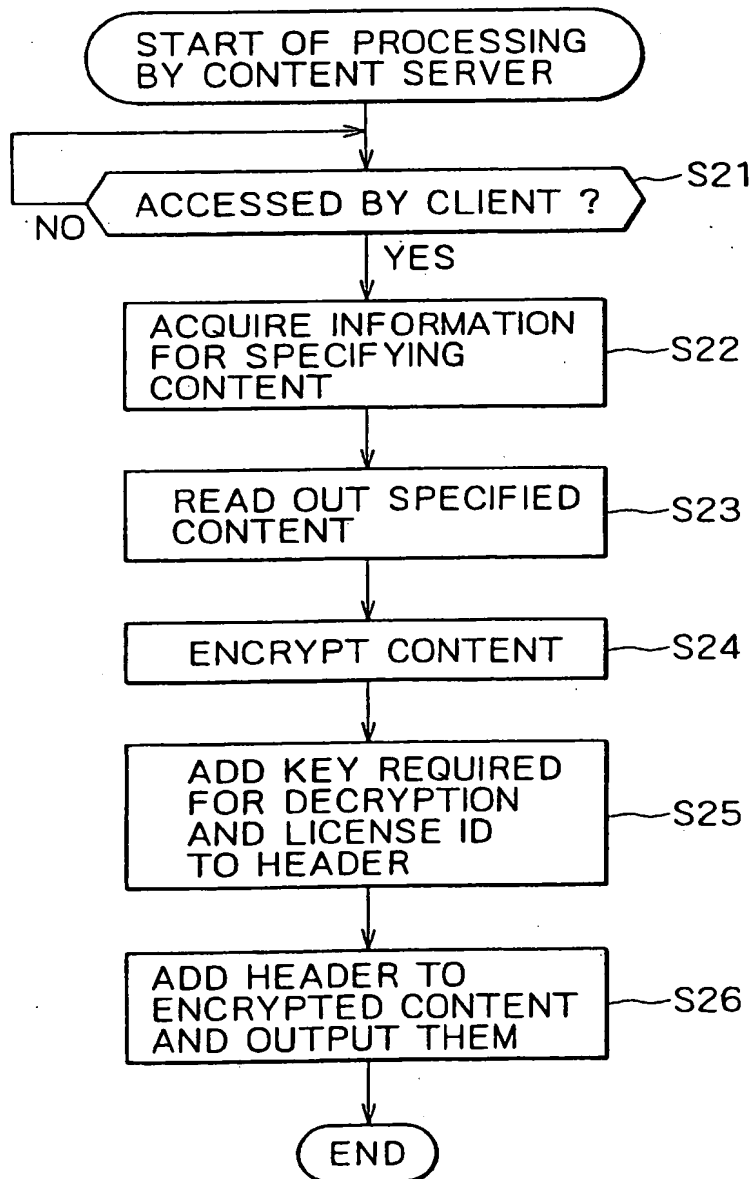 START OF PROCESSING
BY CONTENT SERVER
ACCESSED BY CLIENT ?
S21
NO
YES
ACQUIRE INFORMATION
FOR SPECIFYING
CONTENT
S22
READ OUT SPECIFIED
CONTENT
S23
ENCRYPT CONTENT
S24
ADD KEY REQUIRED
FOR DECRYPTION
AND LICENSE ID
TO HEADER
S25
ADD HEADER TO
ENCRYPTED CONTENT
AND OUTPUT THEM
S26
END